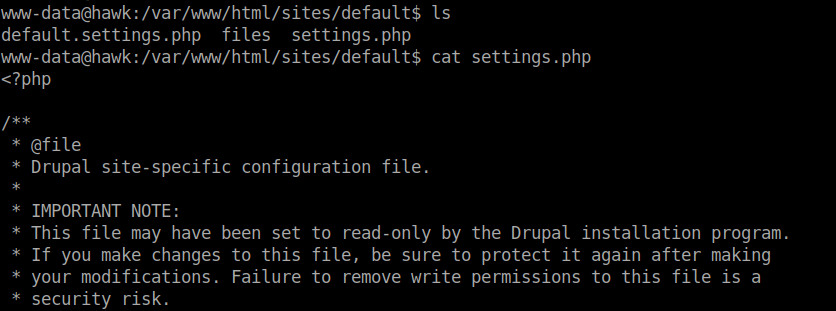 www-data@hawk:/var/www/html/sites/default$ ls
default.settings.php  files  settings.php
www-data@hawk:/var/www/html/sites/default$ cat settings.php
<?php

/**
 * @file
 * Drupal site-specific configuration file.
 *
 * IMPORTANT NOTE:
 * This file may have been set to read-only by the Drupal installation program.
 * If you make changes to this file, be sure to protect it again after making
 * your modifications. Failure to remove write permissions to this file is a
 * security risk.